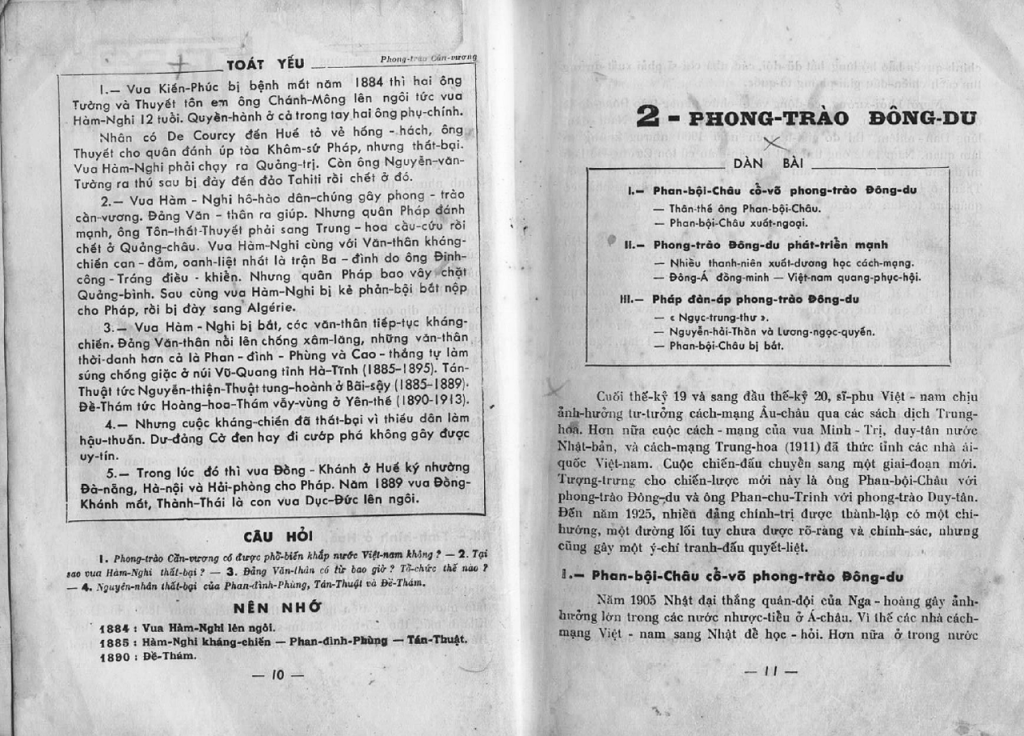 Phong-trào Cần-vương
TOÁT YẾU
1.— Vua Kiến-Phúc bị bệnh mất năm 1884 thì hai ông
Tường và Thuyết tôn em ông Chánh-Mông lên ngôi tức vua
Hàm-Nghi 12 tuổi. Quyền-hành ở cả trong tay hai ông phụ-chính.
Nhân có De Courcy đến Huế tỏ vẻ hống - hách, ông
Thuyết cho quân đánh úp tòa Khâm-sứ Pháp, nhưng thất-bại.
Vua Hàm-Nghi phải chạy ra Quảng-trị. Còn ông Nguyễn-văn-
Tường ra thú sau bị đày đến đảo Tahiti rồi chết ở đó.
2.— Vua Hàm - Nghi hô-hào dân-chúng gây phong - trào
cần-vương. Đảng Văn - thân ra giúp. Nhưng quân Pháp đánh
mạnh, ông Tôn-thất-Thuyết phải sang Trung - hoa cầu-cứu rồi
chết ở Quảng-châu. Vua Hàm-Nghi cùng với Văn-thân kháng-
chiến can - đảm, oanh-liệt nhất là trận Ba - đình do ông Đinh-
công - Tráng điều - khiển. Nhưng quân Pháp bao vây chặt
Quảng-bình. Sau cùng vua Hàm-Nghi bị kẻ phản-bội bắt nộp
cho Pháp, rồi bị đày sang Algérie.
3.— Vua Hàm - Nghi bị bắt, cóc văn-thân tiếp-tục kháng-
chiến. Đảng Văn-thân nổi lên chống xâm-lăng, những văn-thân
thời-danh hơn cả là Phan - đình - Phùng và Cao - thắng tự làm
súng chống giặc ở núi Vũ-Quang tỉnh Hà-Tĩnh (1885-1895). Tán-
Thuật tức Nguyễn-thiện-Thuật tung-hoành ở Bãi-sậy (1885-1889).
Đề-Thám tức Hoàng-hoa-Thám vẫy-vùng ở Yên-thế (1890-1913).
4.— Nhưng cuộc kháng-chiến đã thất-bại vì thiếu dân làm
hậu-thuẫn. Dư-đảng Cờ đen hay đi cướp phá không gây được
uy-tín.
5.— Trong lúc đó thì vua Đồng - Khánh ở Huế ký nhường
Đà-nẵng, Hà-nội và Hải-phòng cho Pháp. Năm 1889 vua Đồng-
Khánh mất, Thành-Thái là con vua Dục-Đức lên ngôi.
CÂU HỎI
1. Phong-trào Cần-vương có được phổ-biến khắp nước Việt-nam không ? — 2. Tại
sao vua Hàm-Nghi thất-bại ? — 3. Đảng Văn-thân có từ bao giờ ? Tổ-chức thế nào ?
— 4. Nguyên-nhân thất-bại của Phan-đình-Phùng, Tán-Thuật và Đề-Thám.
NÊN NHỚ
1884 : Vua Hàm-Nghi lên ngôi.
1885 : Hàm-Nghi kháng-chiến — Phan-đình-Phùng — Tán-Thuật.
1890 : Đề-Thám.
— 10 —
2 - PHONG-TRÀO ĐÔNG-DU
DÀN BÀI
I.— Phan-bội-Châu cổ-võ phong-trào Đông-du
— Thân-thế ông Phan-bội-Châu.
— Phan-bội-Châu xuất-ngoại.
II.— Phong-trào Đông-du phát-triển mạnh
— Nhiều thanh-niên xuất-dương học cách-mạng.
— Đông-Á đồng-minh — Việt-nam quang-phục-hội.
III.— Pháp đàn-áp phong-trào Đông-du
— « Ngục-trung-thư ».
— Nguyễn-hải-Thần và Lương-ngọc-quyến.
— Phan-bội-Châu bị bắt.
Cuối thế-kỷ 19 và sang đầu thế-kỷ 20, sĩ-phu Việt - nam chịu
ảnh-hưởng tư-tưởng cách-mạng Âu-châu qua các sách dịch Trung-
hoa. Hơn nữa cuộc cách - mạng của vua Minh - Trị, duy-tân nước
Nhật-bản, và cách-mạng Trung-hoa (1911) đã thức tỉnh các nhà ái-
quốc Việt-nam. Cuộc chiến-đấu chuyển sang một giai-đoạn mới.
Tượng-trưng cho chiến-lược mới này là ông Phan-bội-Châu với
phong-trào Đông-du và ông Phan-chu-Trinh với phong-trào Duy-tân.
Đến năm 1925, nhiều đảng chính-trị được thành-lập có một chí-
hướng, một đường lối tuy chưa được rõ-ràng và chính-sác, nhưng
cũng gây một ý-chí tranh-đấu quyết-liệt.
I.— Phan-bội-Châu cổ-võ phong-trào Đông-du
Năm 1905 Nhật đại thắng quân-đội của Nga - hoàng gây ảnh-
hưởng lớn trong các nước nhược-tiểu ở Á-châu. Vì thế các nhà cách-
mạng Việt - nam sang Nhật để học - hỏi. Hơn nữa ở trong nước
— 11 —